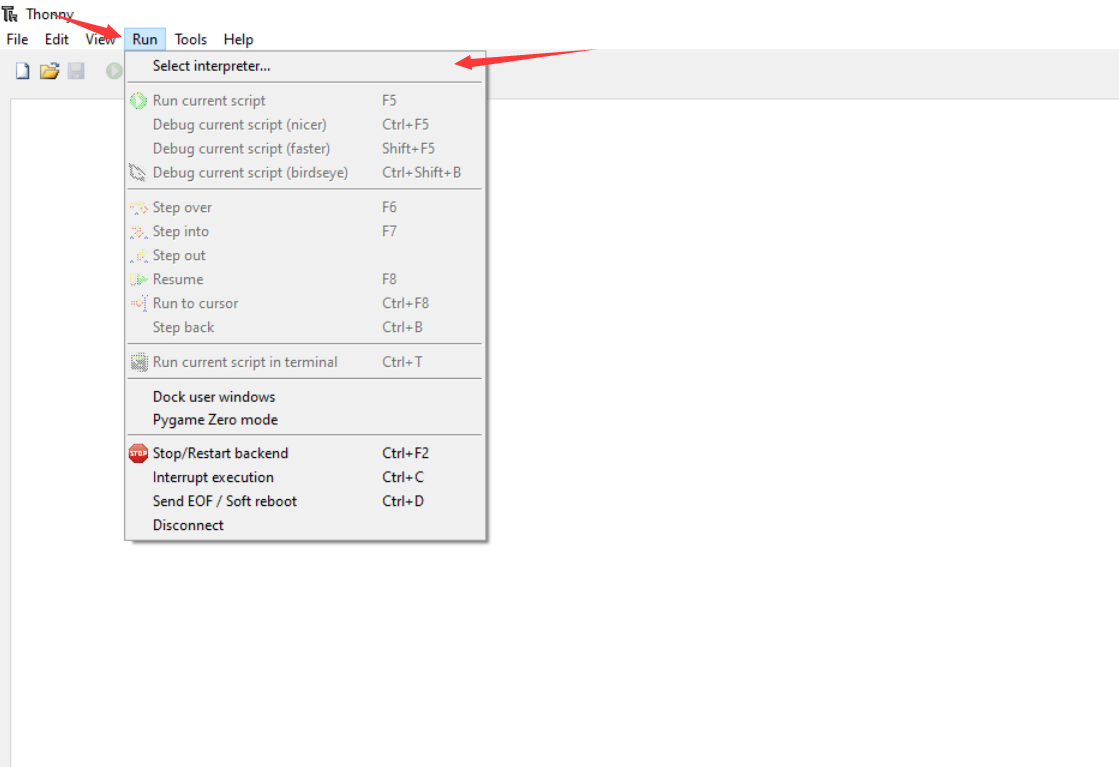 Thonny
File Edit View Run Tools Help
Select interpreter...
Run current script F5
Debug current script (nicer) Ctrl+F5
Debug current script (faster) Shift+F5
Debug current script (birdseye) Ctrl+Shift+B
Step over F6
Step into F7
Step out
Resume F8
Run to cursor Ctrl+F8
Step back Ctrl+B
Run current script in terminal Ctrl+T
Dock user windows
Pygame Zero mode
STOP Stop/Restart backend Ctrl+F2
Interrupt execution Ctrl+C
Send EOF / Soft reboot Ctrl+D
Disconnect